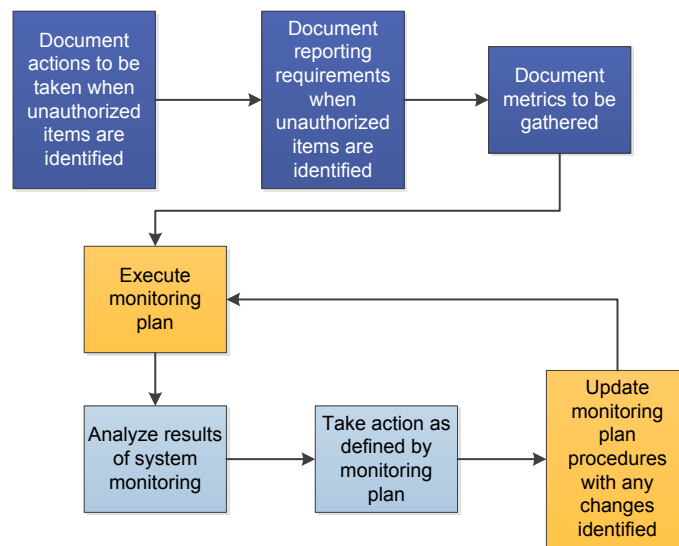 Document
actions to be
taken when
unauthorized
items are
identified
Document
reporting
requirements
when
unauthorized
items are
identified
Document
metrics to be
gathered
Execute
monitoring
plan
Analyze results
of system
monitoring
Take action as
defined by
monitoring
plan
Update
monitoring
plan
procedures
with any
changes
identified